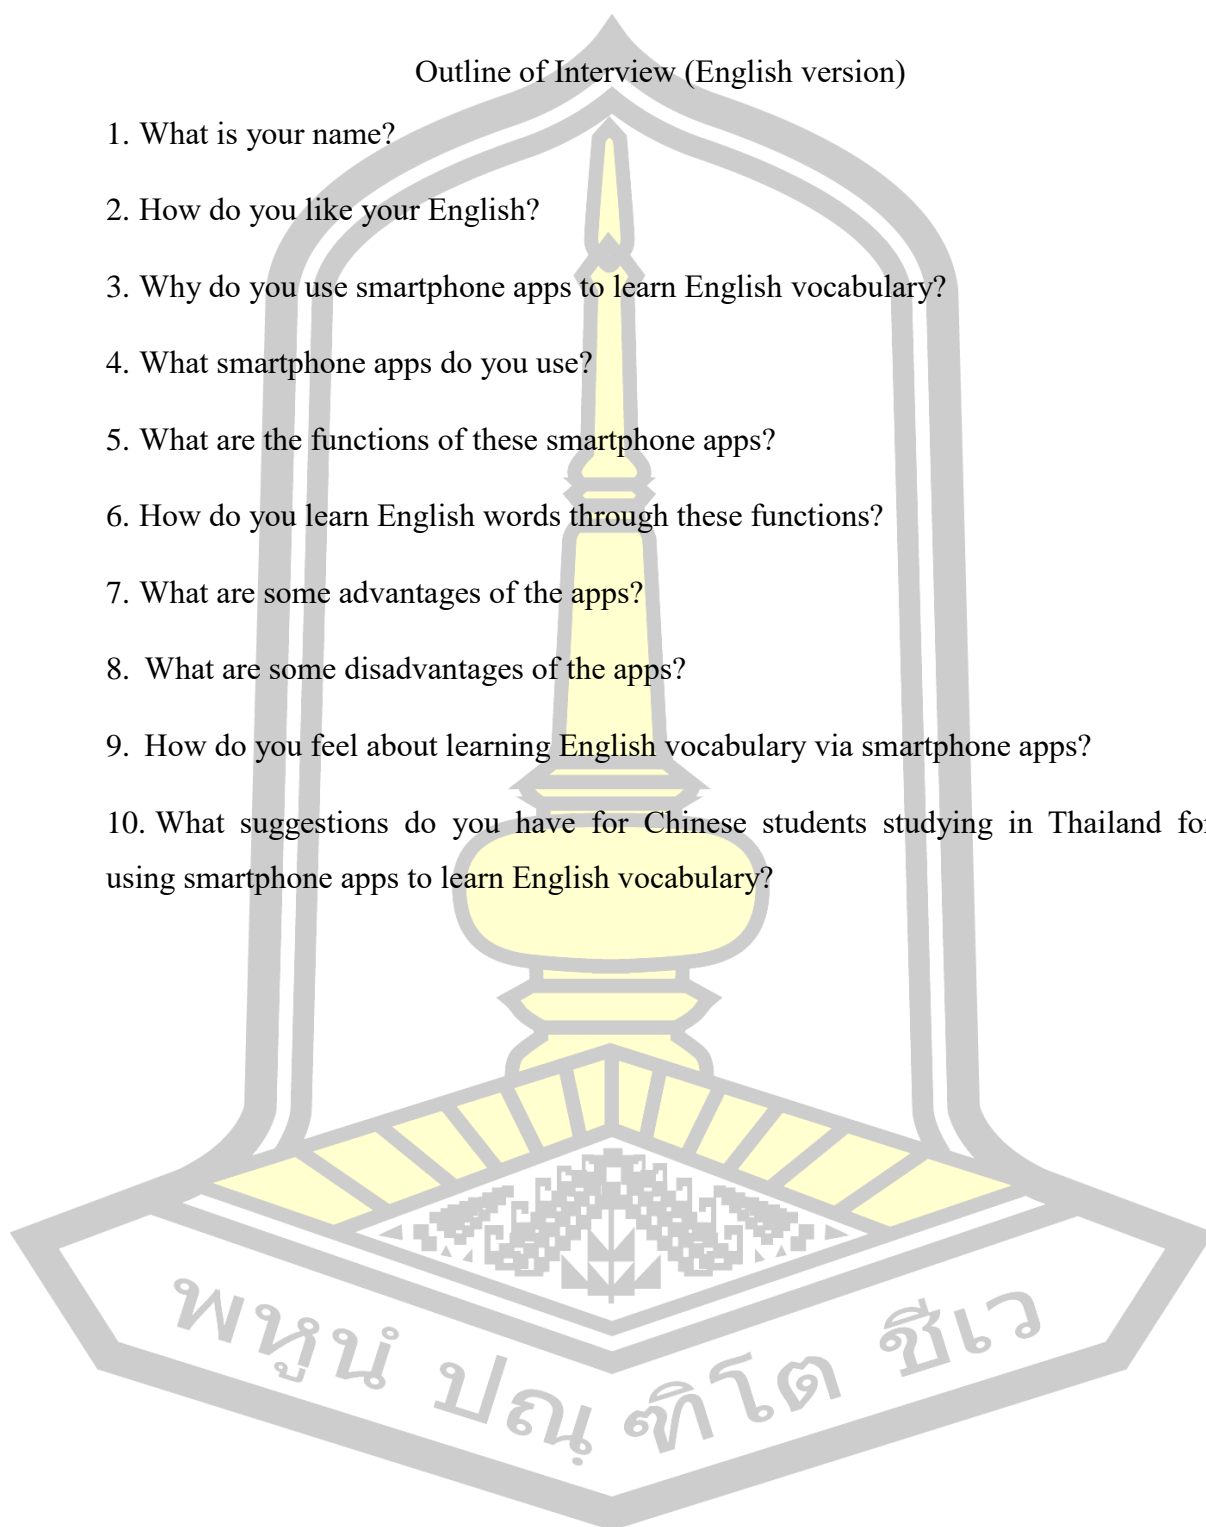 Outline of Interview (English version)
1. What is your name?
2. How do you like your English?
3. Why do you use smartphone apps to learn English vocabulary?
4. What smartphone apps do you use?
5. What are the functions of these smartphone apps?
6. How do you learn English words through these functions?
7. What are some advantages of the apps?
8. What are some disadvantages of the apps?
9. How do you feel about learning English vocabulary via smartphone apps?
10. What suggestions do you have for Chinese students studying in Thailand for
using smartphone apps to learn English vocabulary?
พหูนํ ปณฺฑิโต ชีเว